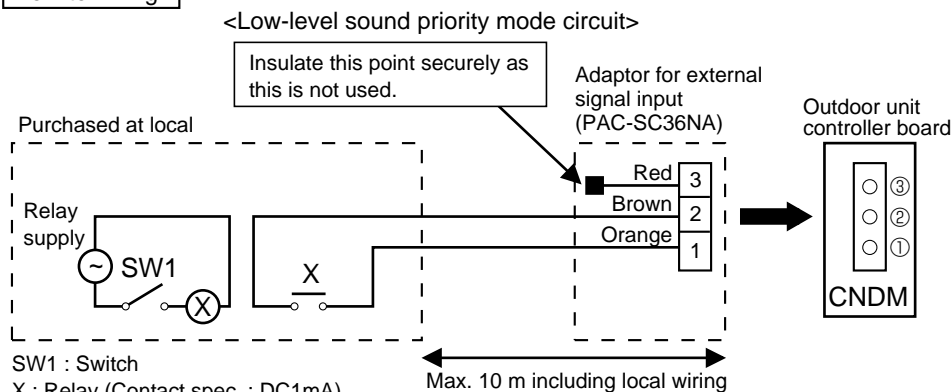 <Low-level sound priority mode circuit>
Insulate this point securely as
this is not used.
Adaptor for external
signal input
(PAC-SC36NA)
Outdoor unit
controller board
Purchased at local
Relay
supply
~
SW1
X
X
Red
3
Brown
2
Orange
1
③
②
①
CNDM
SW1 : Switch
X : Relay (Contact spec. : DC1mA)
Max. 10 m including local wiring